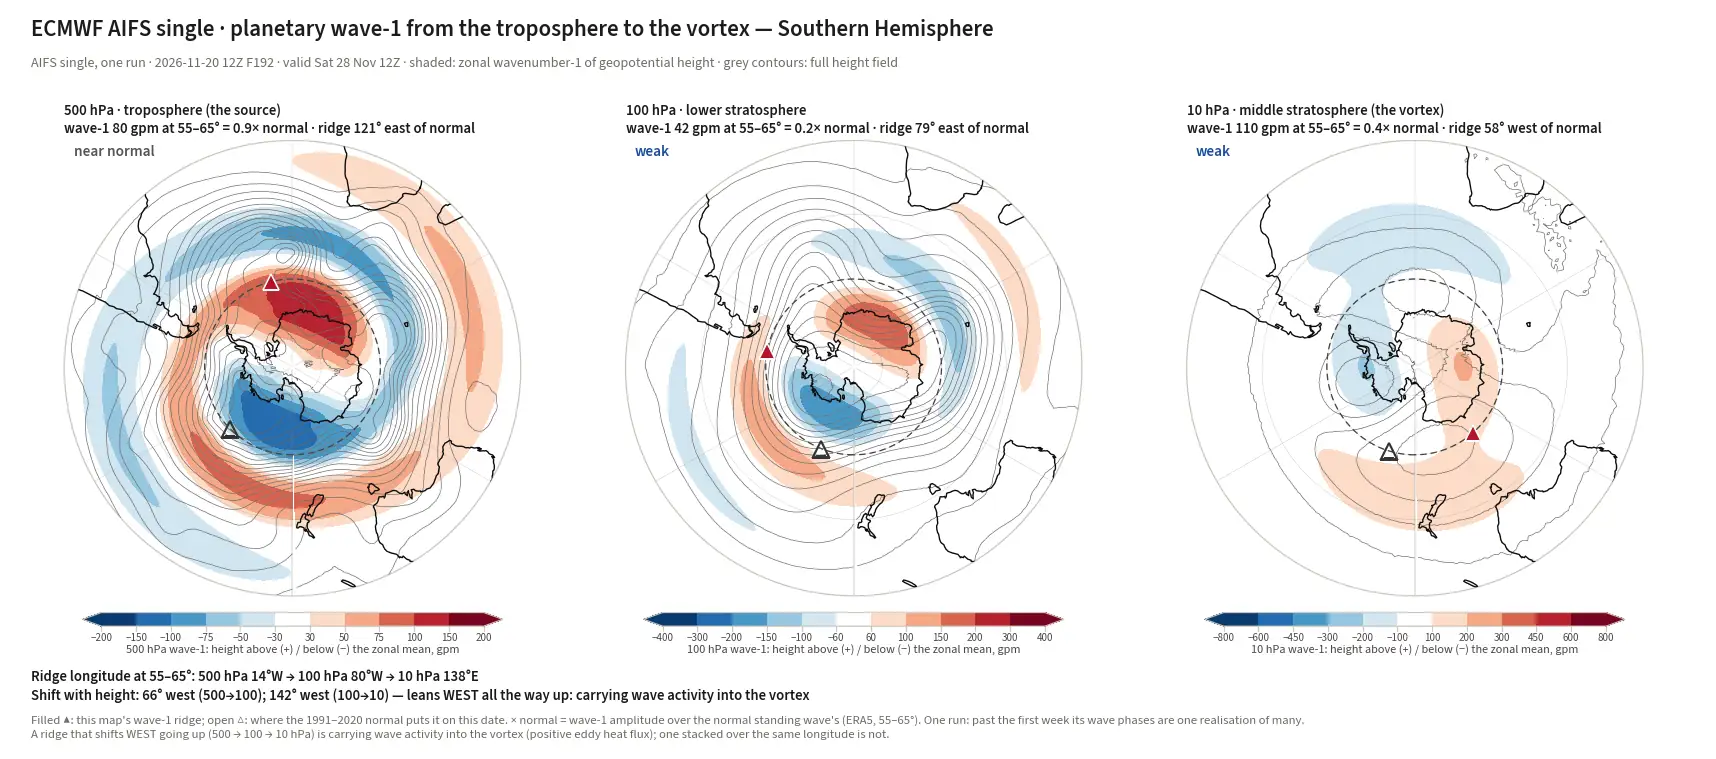 ECMWF AIFS single · planetary wave-1 from the troposphere to the vortex — Southern Hemisphere
AIFS single, one run · 2026-11-20 12Z F192 · valid Sat 28 Nov 12Z · shaded: zonal wavenumber-1 of geopotential height · grey contours: full height field
500 hPa · troposphere (the source)
wave-1 80 gpm at 55–65° = 0.9× normal · ridge 121° east of normal
near normal
100 hPa · lower stratosphere
wave-1 42 gpm at 55–65° = 0.2× normal · ridge 79° east of normal
weak
10 hPa · middle stratosphere (the vortex)
wave-1 110 gpm at 55–65° = 0.4× normal · ridge 58° west of normal
weak
−200 −150 −100 −75 −50 −30 30 50 75 100 150 200
500 hPa wave-1: height above (+) / below (−) the zonal mean, gpm
−400 −300 −200 −150 −100 −60 60 100 150 200 300 400
100 hPa wave-1: height above (+) / below (−) the zonal mean, gpm
−800 −600 −450 −300 −200 −100 100 200 300 450 600 800
10 hPa wave-1: height above (+) / below (−) the zonal mean, gpm
Ridge longitude at 55–65°: 500 hPa 14°W → 100 hPa 80°W → 10 hPa 138°E
Shift with height: 66° west (500→100); 142° west (100→10) — leans WEST all the way up: carrying wave activity into the vortex
Filled ▲: this map's wave-1 ridge; open △: where the 1991–2020 normal puts it on this date. × normal = wave-1 amplitude over the normal standing wave's (ERA5, 55–65°). One run: past the first week its wave phases are one realisation of many.
A ridge that shifts WEST going up (500 → 100 → 10 hPa) is carrying wave activity into the vortex (positive eddy heat flux); one stacked over the same longitude is not.